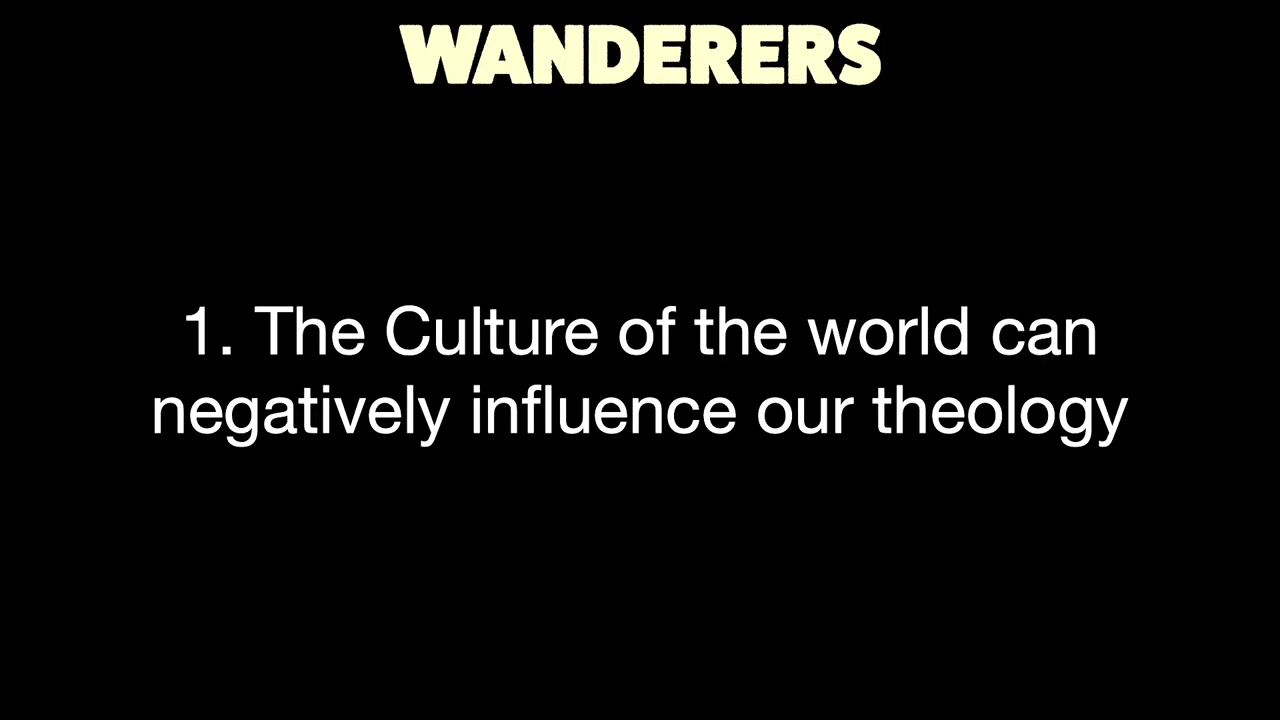 WANDERERS
1. The Culture of the world can
negatively influence our theology